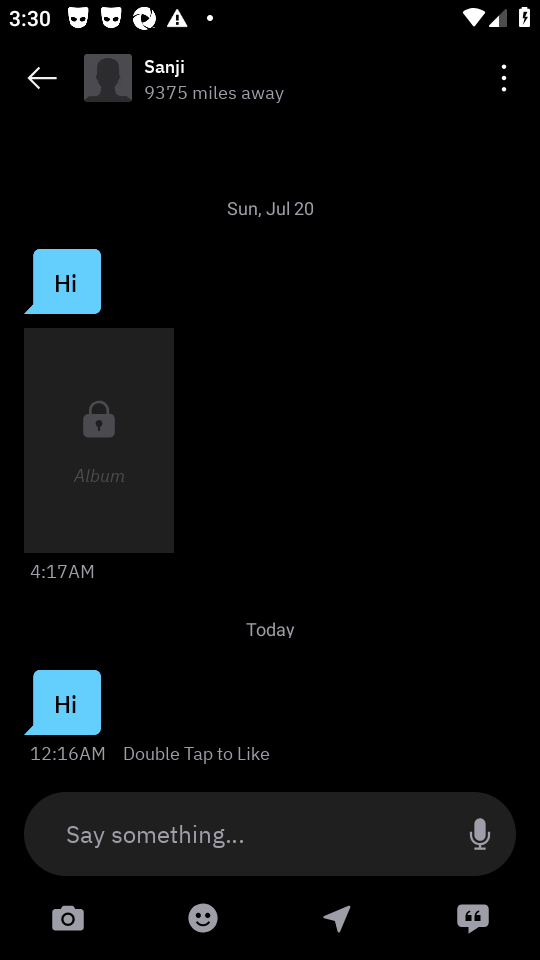 3:30
Sanji
9375 miles away
Sun, Jul 20
Hi
Album
4:17AM
Today
Hi
12:16AM Double Tap to Like
Say something...